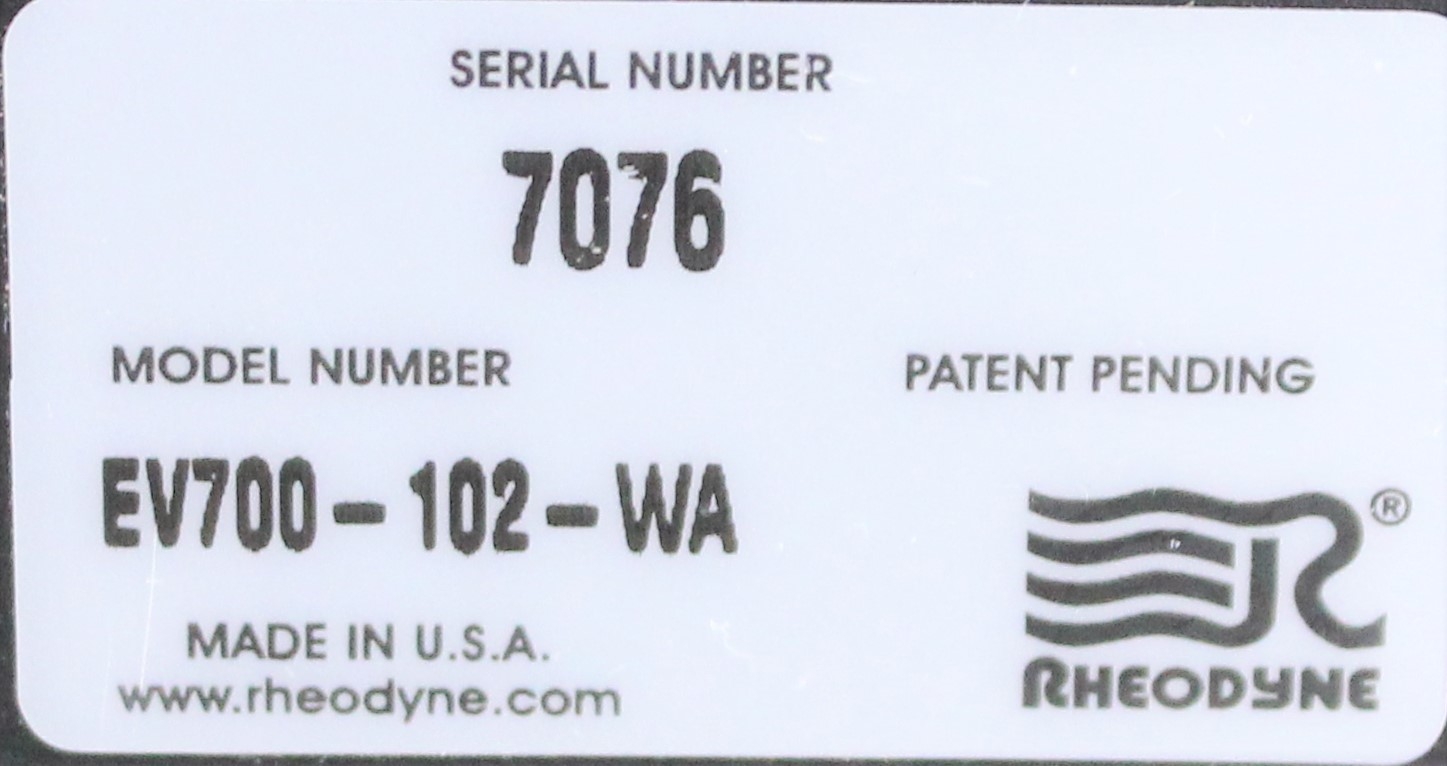 SERIAL NUMBER
7076
MODEL NUMBER
PATENT PENDING
EV700-102-WA
®
MADE IN U.S.A.
www.rheodyne.com
RHEODYNE